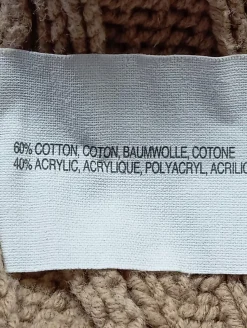 60% COTTON, COTON, BAUMWOLLE, COTONE
40% ACRYLIC, ACRYLIQUE, POLYACRYL, ACRILIC